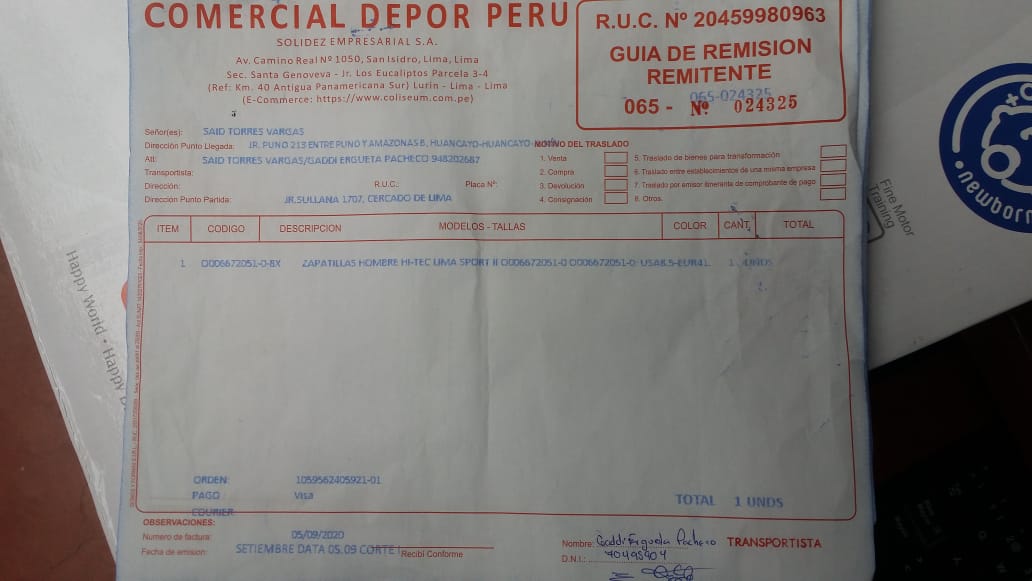 COMERCIAL DEPOR PERU
SOLIDEZ EMPRESARIAL S.A.
Av. Camino Real Nº 1050, San Isidro, Lima, Lima
Sec. Santa Genoveva - Jr. Los Eucaliptos Parcela 3-4
(Ref: Km. 40 Antigua Panamericana Sur) Lurin - Lima - Lima
(E-Commerce: https://www.coliseum.com.pe)
R.U.C. Nº 20459980963
GUIA DE REMISION
REMITENTE
065-024325
065 - Nº 024325
Señor(es): SAID TORRES VARGAS
Dirección Punto Llegada: JR. PUNO 213 ENTRE PUNO Y AMAZONAS B, HUANCAYO-HUANCAYO-
Att: SAID TORRES VARGAS/GADDI ERGUETA PACHECO 948202687
Transportista:
Dirección: R.U.C.: Placa Nº:
Dirección Punto Partida: JR.SULLANA 1707, CERCADO DE LIMA
MOTIVO DEL TRASLADO
1. Venta
2. Compra
3. Devolución
4. Consignación
5. Traslado de bienes para transformación
6. Traslado entre establecimientos de una misma empresa
7. Traslado por emisor itinerante de comprobante de pago
8. Otros.
ITEM CODIGO DESCRIPCION MODELOS - TALLAS COLOR CANT. TOTAL
1 O006672051-0-8X ZAPATILLAS HOMBRE HI-TEC LIMA SPORT II O006672051-0 O006672051-0: USA8.5-EUR41. 1 UNDS
ORDEN: 1059562405921-01
PAGO : Visa
COURIER
TOTAL 1 UNDS
OBSERVACIONES:
Numero de factura: 05/09/2020
Fecha de emisión: SETIEMBRE DATA 05.09 CORTE I
Recibí Conforme
Nombre: Gaddi Ergueta Pacheco
D.N.I.: 70495904
TRANSPORTISTA
Happy World • Happy
Fine Motor
Training
newborn